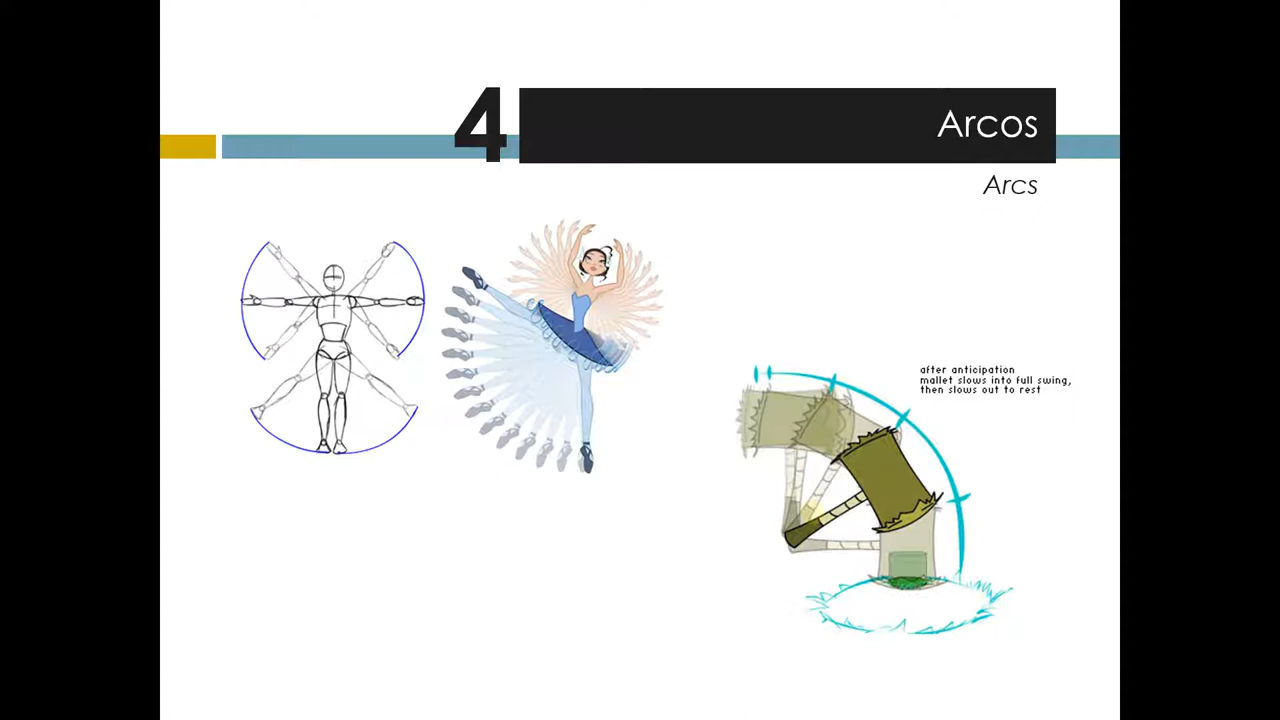 4
Arcos
Arcs
after anticipation
mallet slows into full swing,
then slows out to rest